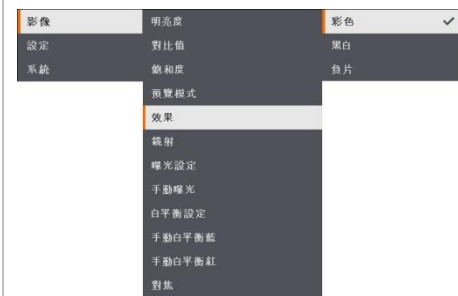 影像
設定
系統
明亮度
對比值
飽和度
預覽模式
效果
鏡射
曝光設定
手動曝光
白平衡設定
手動白平衡藍
手動白平衡紅
對焦
彩色
黑白
負片